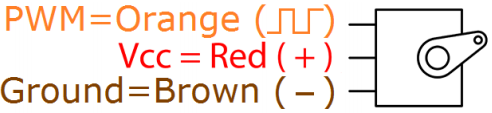 PWM=Orange (⎍⎍)
Vcc = Red ( + )
Ground=Brown ( − )